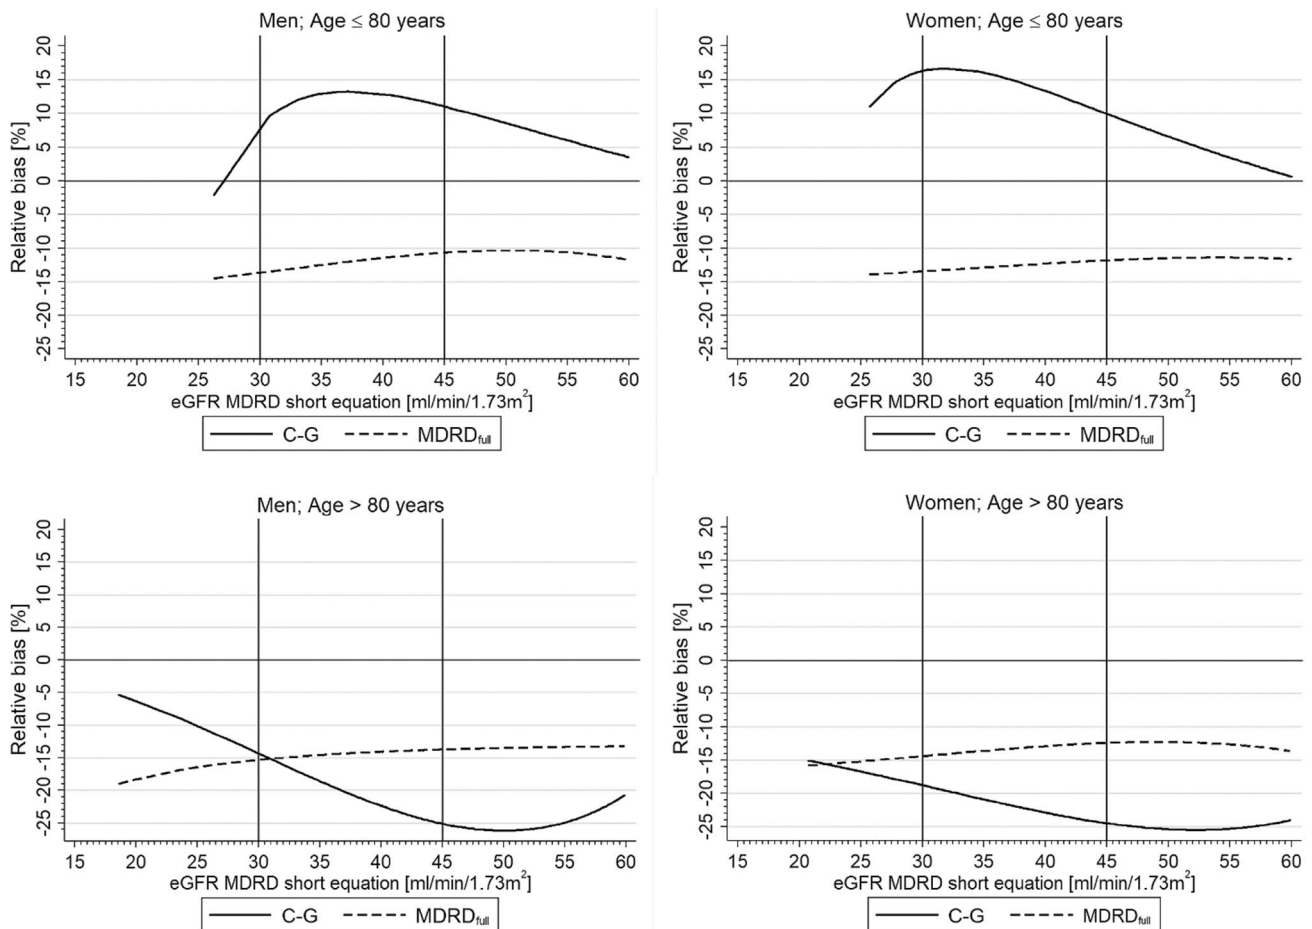 Men; Age ≤ 80 years
Relative bias [%]
20
15
10
5
0
-5
-10
-15
-20
-25
15 20 25 30 35 40 45 50 55 60
eGFR MDRD short equation [ml/min/1.73m²]
C-G MDRDfull
Women; Age ≤ 80 years
Relative bias [%]
20
15
10
5
0
-5
-10
-15
-20
-25
15 20 25 30 35 40 45 50 55 60
eGFR MDRD short equation [ml/min/1.73m²]
C-G MDRDfull
Men; Age > 80 years
Relative bias [%]
20
15
10
5
0
-5
-10
-15
-20
-25
15 20 25 30 35 40 45 50 55 60
eGFR MDRD short equation [ml/min/1.73m²]
C-G MDRDfull
Women; Age > 80 years
Relative bias [%]
20
15
10
5
0
-5
-10
-15
-20
-25
15 20 25 30 35 40 45 50 55 60
eGFR MDRD short equation [ml/min/1.73m²]
C-G MDRDfull